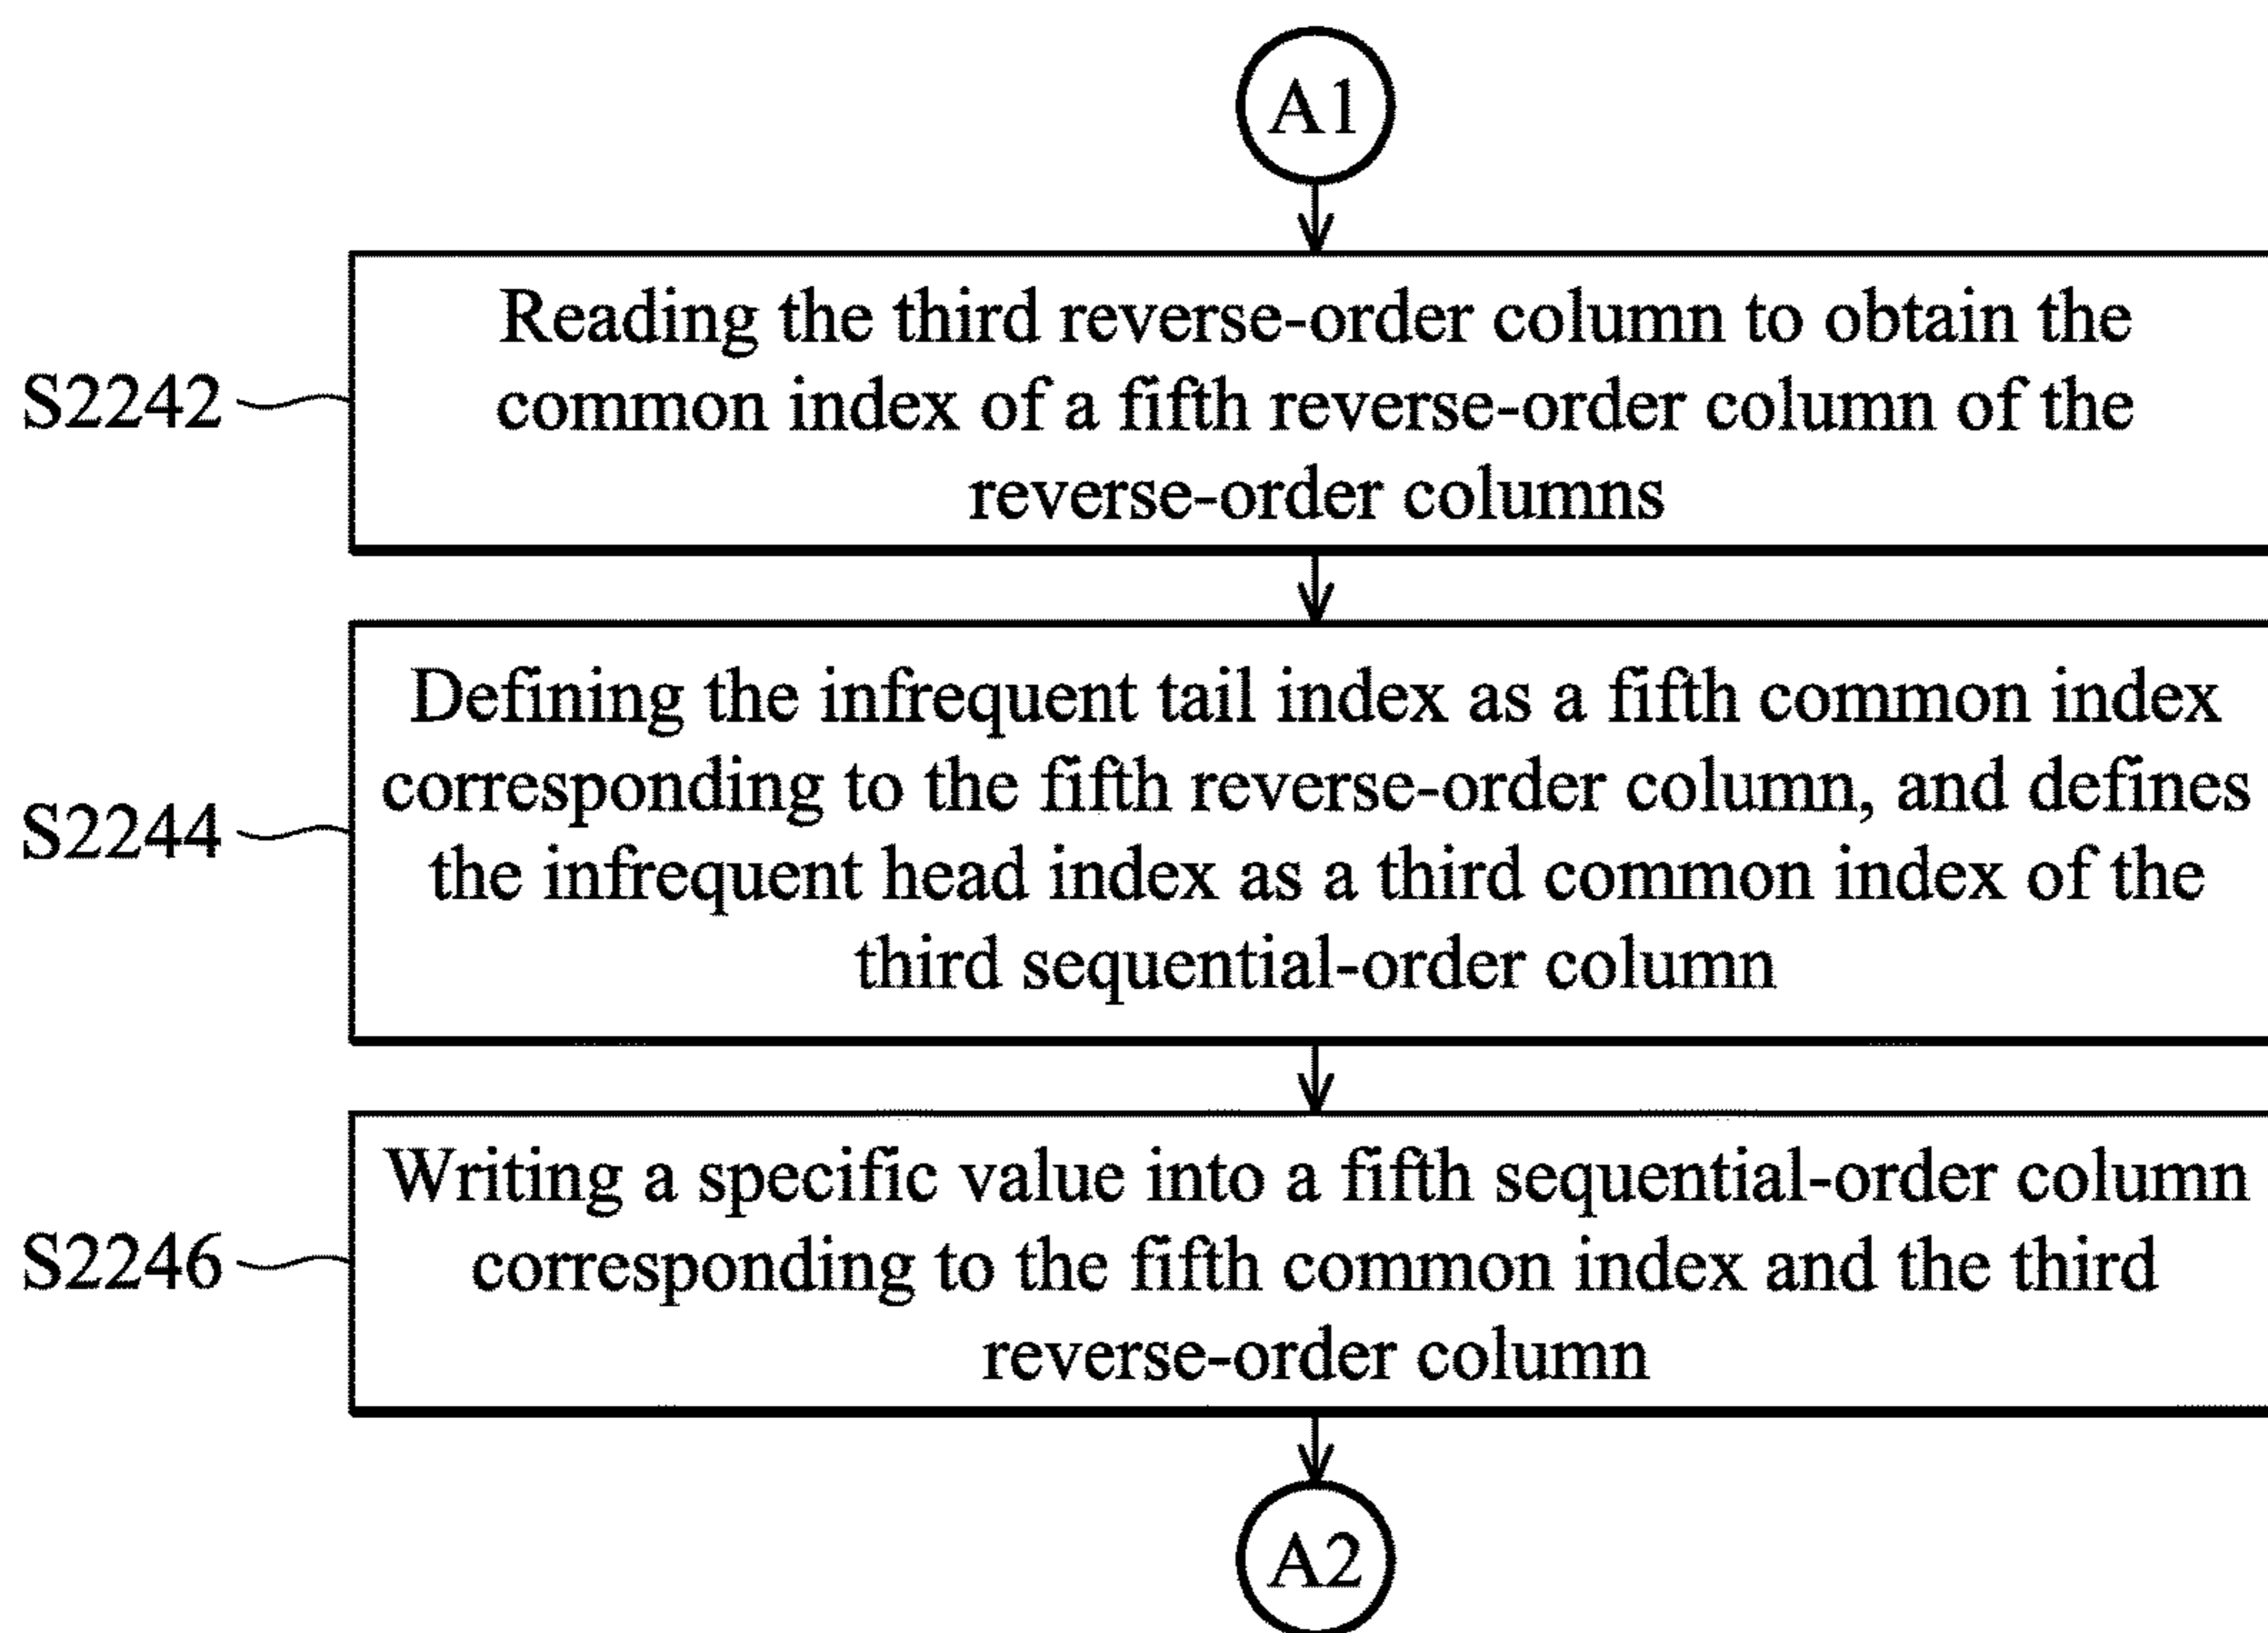 A1
S2242
Reading the third reverse-order column to obtain the
common index of a fifth reverse-order column of the
reverse-order columns
S2244
Defining the infrequent tail index as a fifth common index
corresponding to the fifth reverse-order column, and defines
the infrequent head index as a third common index of the
third sequential-order column
S2246
Writing a specific value into a fifth sequential-order column
corresponding to the fifth common index and the third
reverse-order column
A2